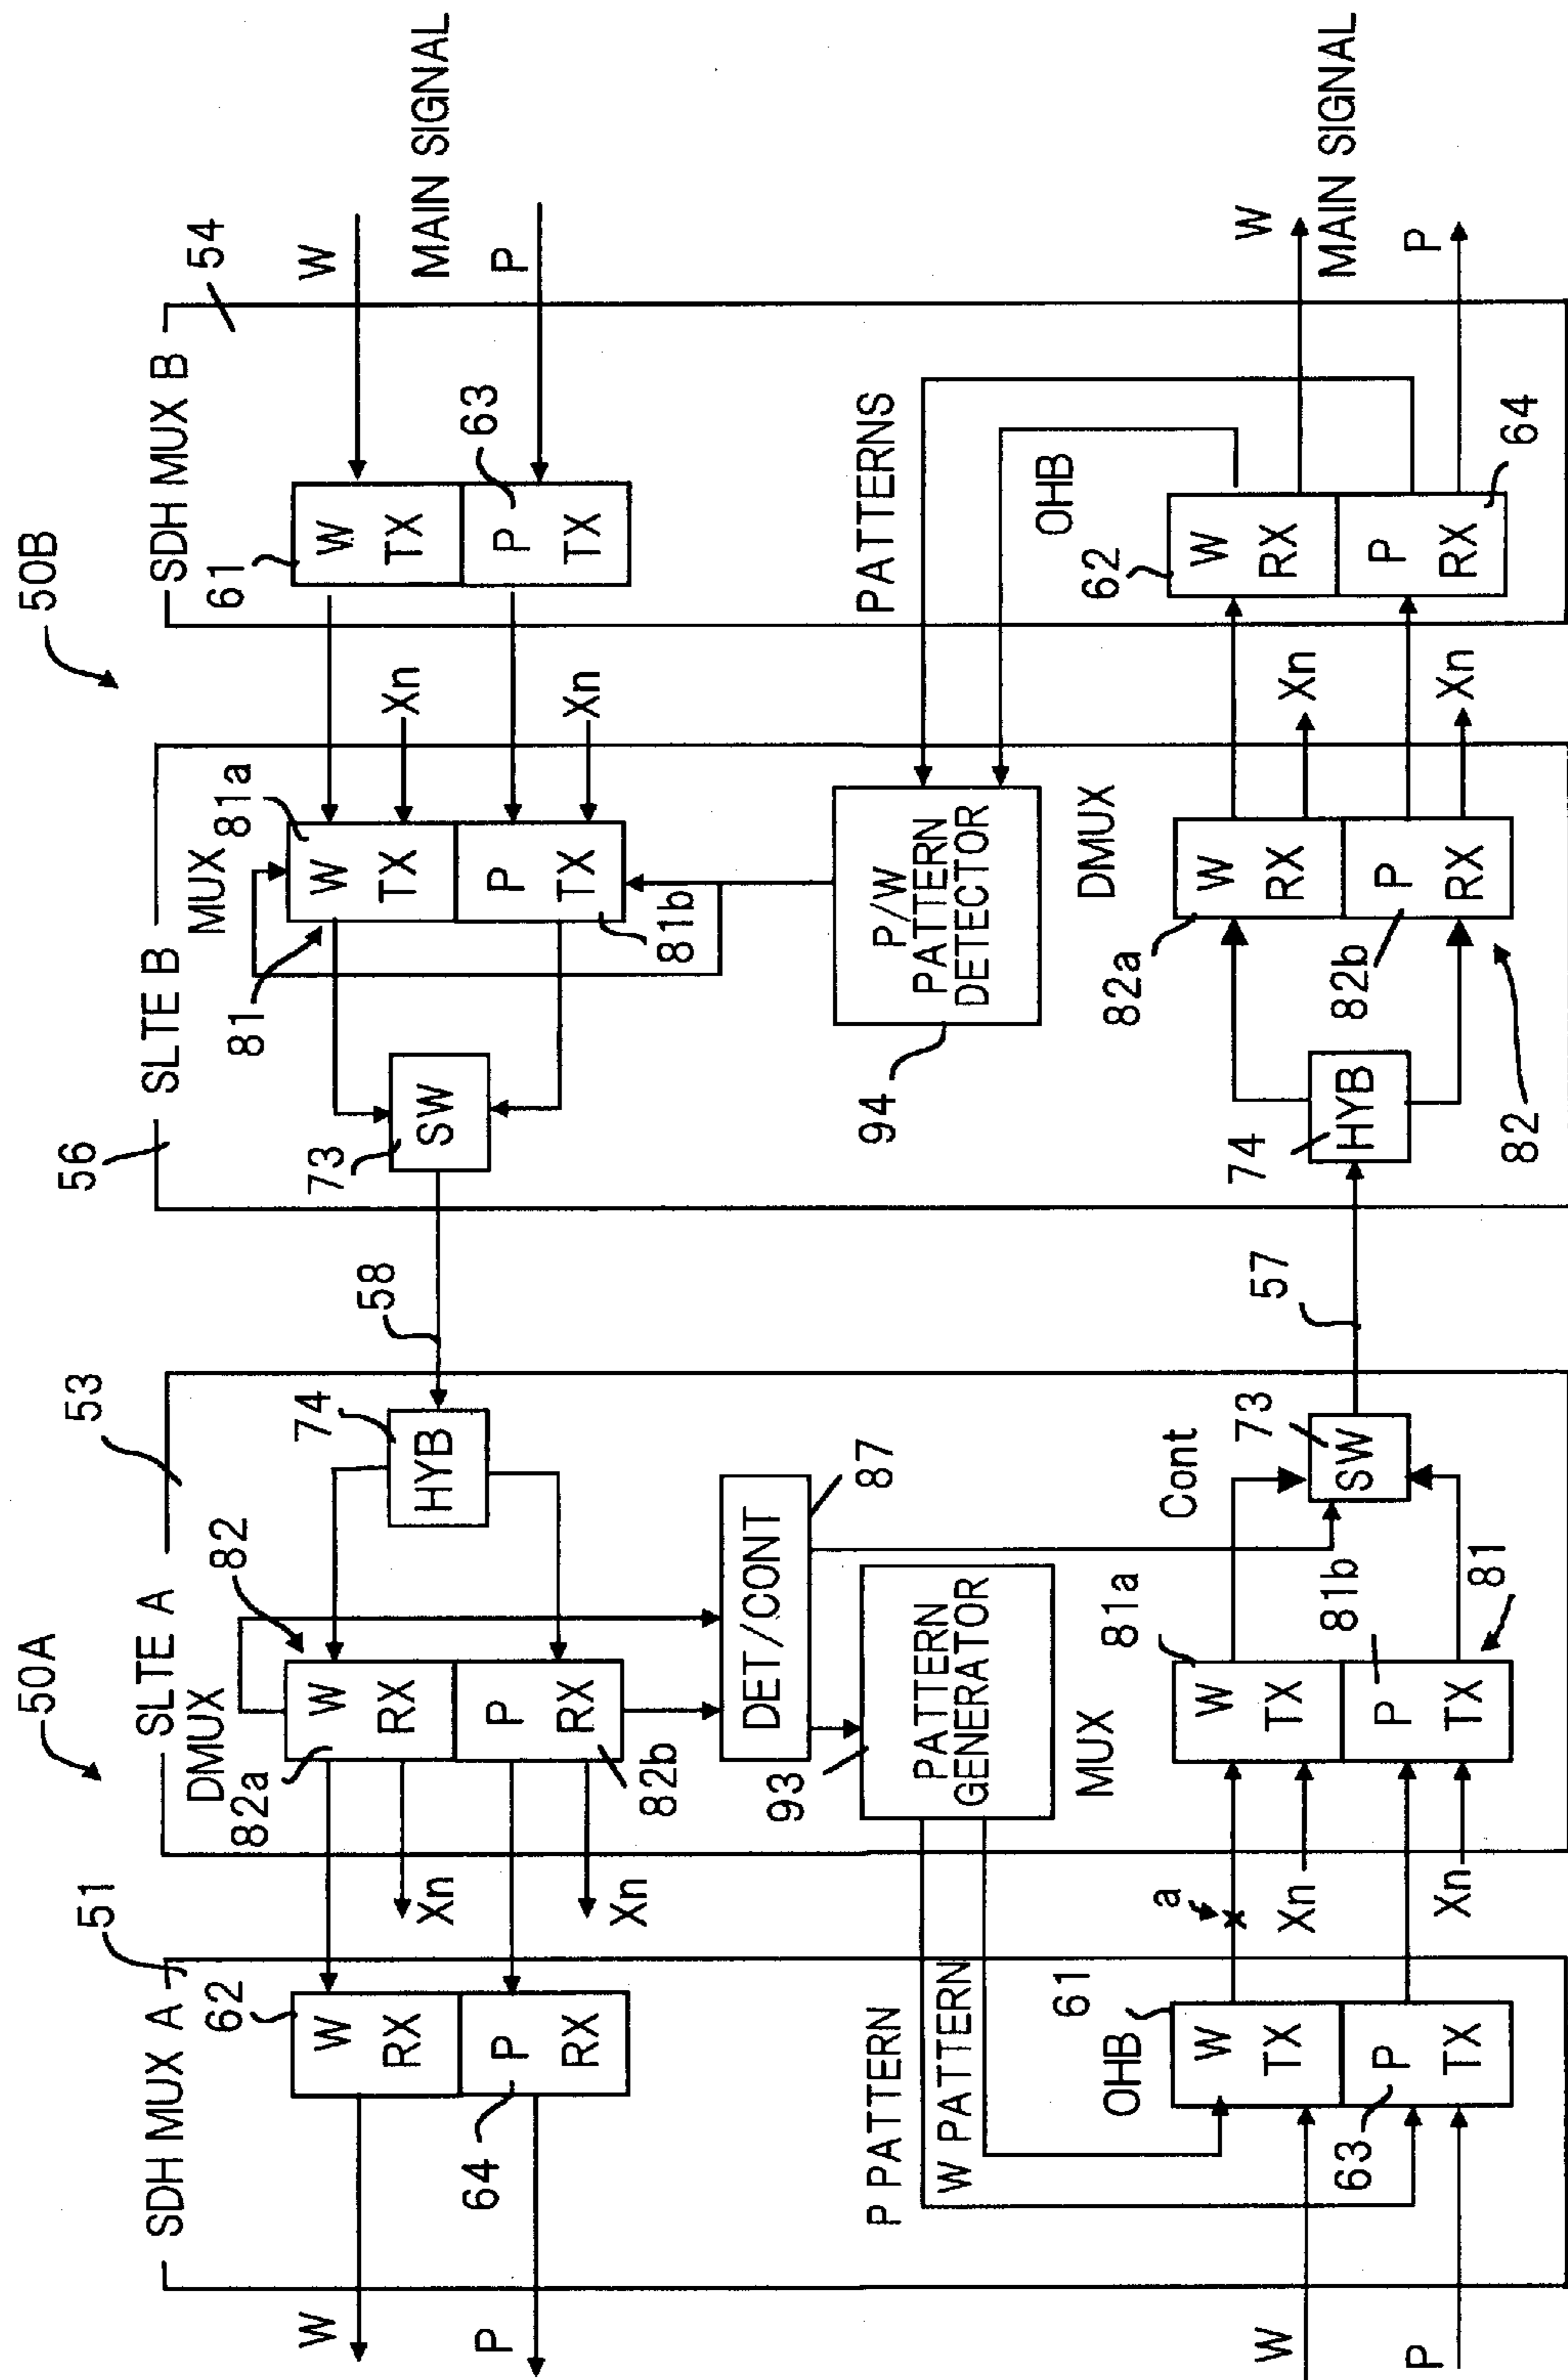 50A
50B
SDH MUX A
51
SLTE A
53
56
SLTE B
SDH MUX B
54
W
P
62
W
RX
P
RX
64
Xn
Xn
DMUX
82
82a
W
RX
P
RX
82b
74
HYB
58
73
SW
MUX
81
81a
W
TX
P
TX
81b
Xn
Xn
61
W
TX
P
TX
63
W
MAIN SIGNAL
P
DET/CONT
87
93
PATTERN
GENERATOR
P PATTERN
W PATTERN
94
P/W
PATTERN
DETECTOR
PATTERNS
OHB
W
P
OHB
61
W
TX
P
TX
63
a
Xn
Xn
MUX
81a
W
TX
P
TX
81b
81
Cont
73
SW
57
74
HYB
DMUX
82a
W
RX
P
RX
82b
82
Xn
Xn
62
W
RX
P
RX
64
W
MAIN SIGNAL
P